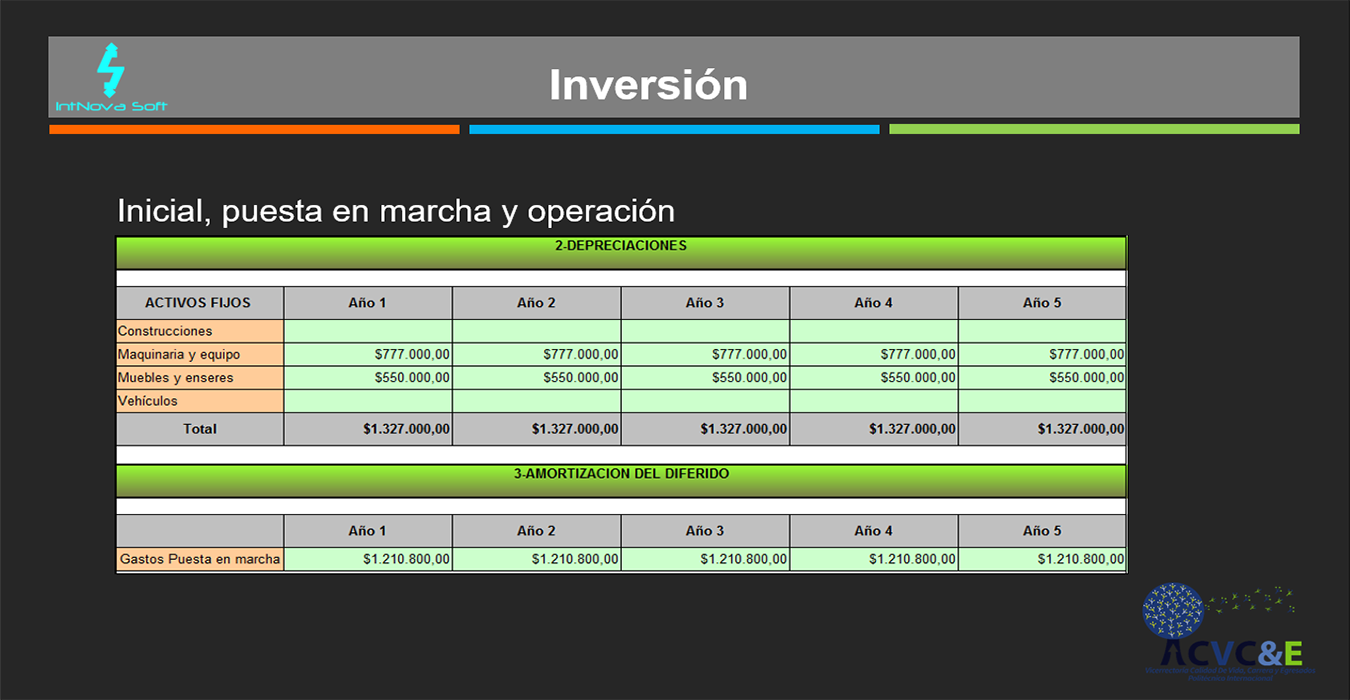 IntNova Soft
Inversión
Inicial, puesta en marcha y operación
2-DEPRECIACIONES
ACTIVOS FIJOS Año 1 Año 2 Año 3 Año 4 Año 5
Construcciones
Maquinaria y equipo $777.000,00 $777.000,00 $777.000,00 $777.000,00 $777.000,00
Muebles y enseres $550.000,00 $550.000,00 $550.000,00 $550.000,00 $550.000,00
Vehículos
Total $1.327.000,00 $1.327.000,00 $1.327.000,00 $1.327.000,00 $1.327.000,00
3-AMORTIZACION DEL DIFERIDO
Año 1 Año 2 Año 3 Año 4 Año 5
Gastos Puesta en marcha $1.210.800,00 $1.210.800,00 $1.210.800,00 $1.210.800,00 $1.210.800,00
ACVC&E